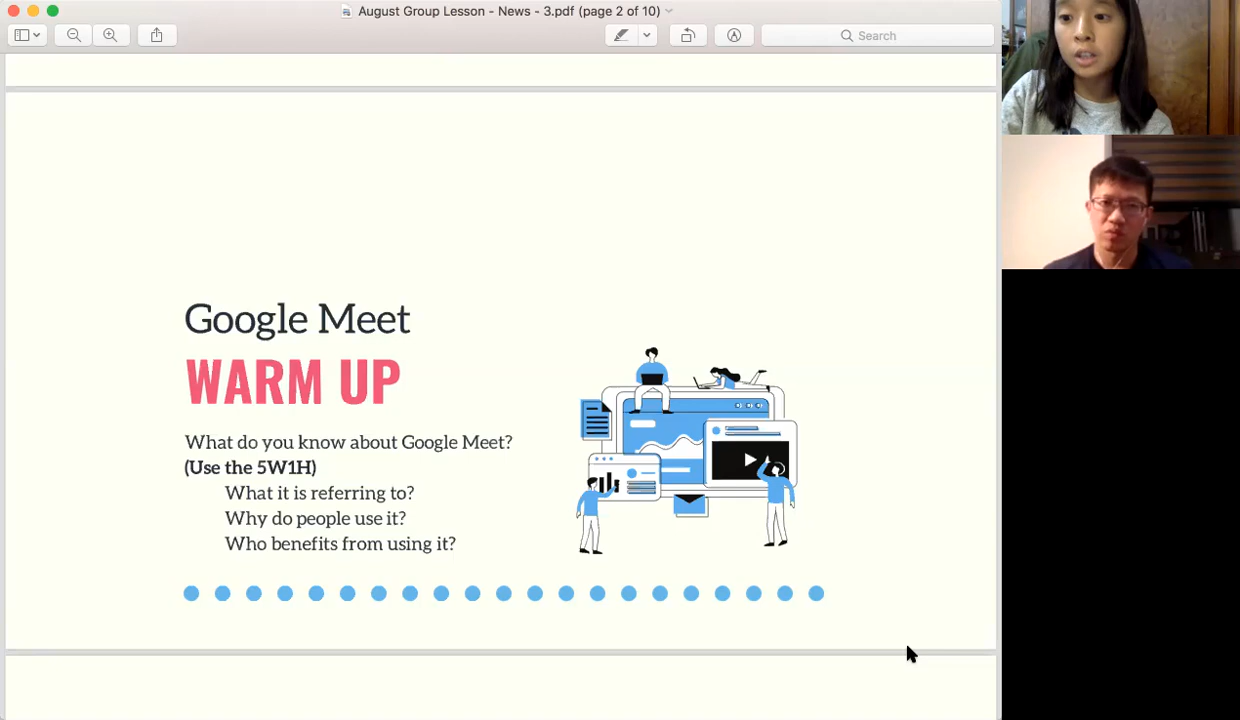 August Group Lesson - News - 3.pdf (page 2 of 10)
Search
Google Meet
WARM UP
What do you know about Google Meet?
(Use the 5W1H)
What it is referring to?
Why do people use it?
Who benefits from using it?